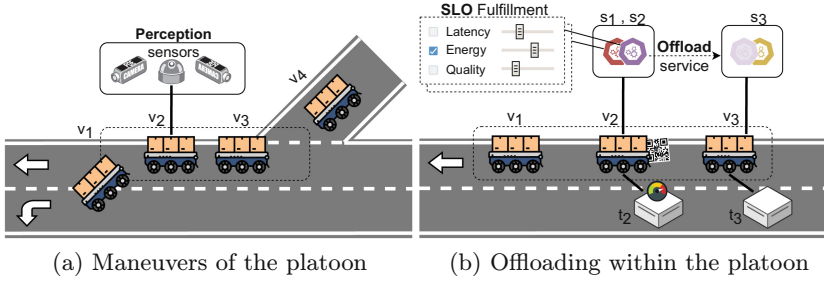 Perception
sensors
CAMERA
v1
v2
v3
v4
(a) Maneuvers of the platoon
SLO Fulfillment
Latency
Energy
Quality
s1 , s2
s3
Offload
service
v1
v2
v3
t2
t3
(b) Offloading within the platoon